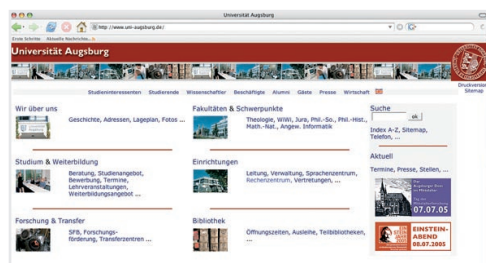 Universität Augsburg
http://www.uni-augsburg.de/
Erste Schritte Aktuelle Nachrichten...
Universität Augsburg
Studieninteressenten Studierende Wissenschaftler Beschäftigte Alumni Gäste Presse Wirtschaft
Druckversion
Sitemap
Wir über uns
Geschichte, Adressen, Lageplan, Fotos ...
Fakultäten & Schwerpunkte
Theologie, WiWi, Jura, Phil.-So., Phil.-Hist.,
Math.-Nat., Angew. Informatik
Suche
ok
Index A-Z, Sitemap,
Telefon, ...
Studium & Weiterbildung
Beratung, Studienangebot,
Bewerbung, Termine,
Lehrveranstaltungen,
Weiterbildungsangebot ...
Einrichtungen
Leitung, Verwaltung, Sprachenzentrum,
Rechenzentrum, Vertretungen, ...
Aktuell
Termine, Presse, Stellen, ...
07.07.05
Forschung & Transfer
SFB, Forschungs-
förderung, Transferzentren ...
Bibliothek
Öffnungszeiten, Ausleihe, Teilbibliotheken,
...
EINSTEIN-
ABEND
08.07.2005